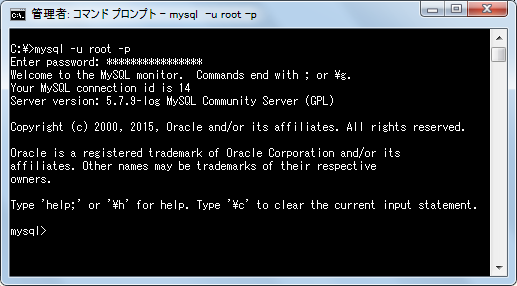 管理者: コマンド プロンプト - mysql -u root -p
C:¥>mysql -u root -p
Enter password: ****************
Welcome to the MySQL monitor.  Commands end with ; or ¥g.
Your MySQL connection id is 14
Server version: 5.7.9-log MySQL Community Server (GPL)
Copyright (c) 2000, 2015, Oracle and/or its affiliates. All rights reserved.
Oracle is a registered trademark of Oracle Corporation and/or its
affiliates. Other names may be trademarks of their respective
owners.
Type 'help;' or '¥h' for help. Type '¥c' to clear the current input statement.
mysql>